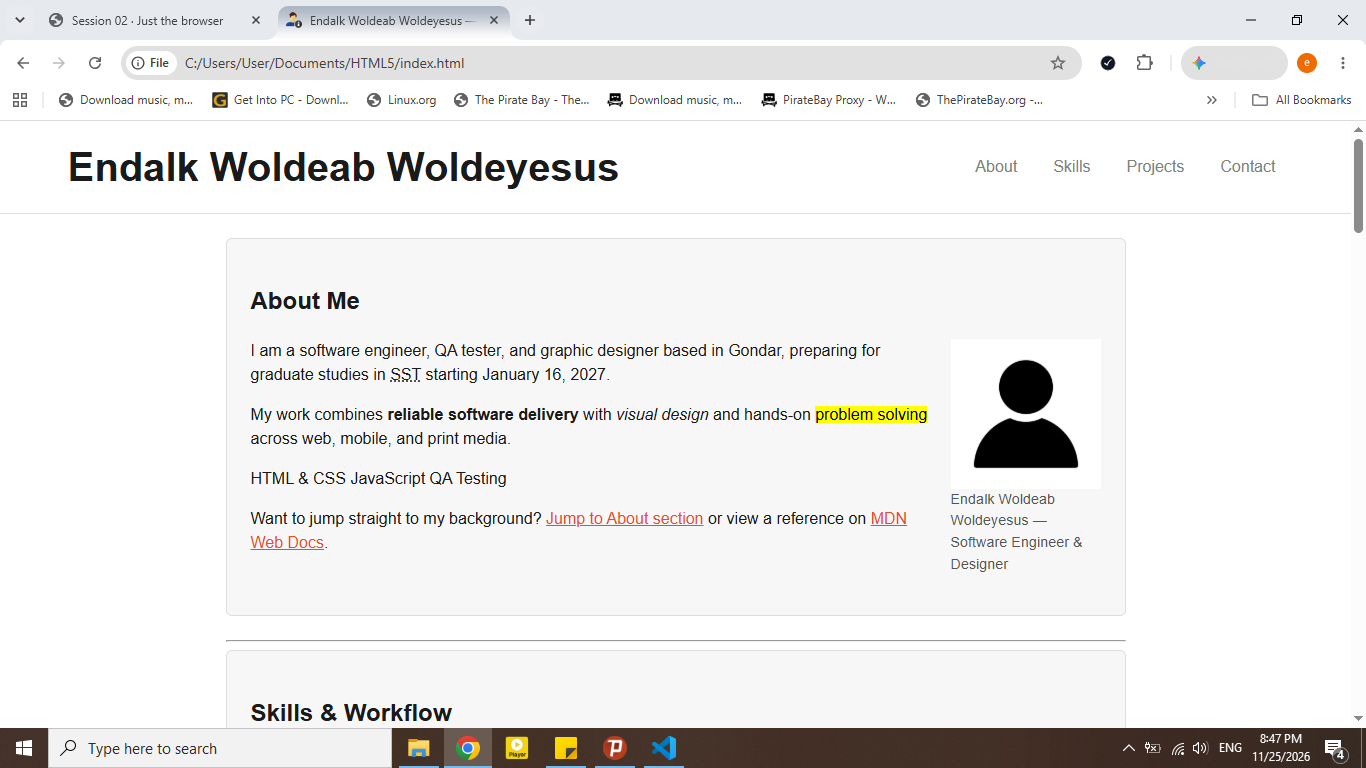 Session 02 · Just the browser
Endalk Woldeab Woldeyesus —
File
C:/Users/User/Documents/HTML5/index.html
e
Download music, m...
Get Into PC - Downl...
Linux.org
The Pirate Bay - The...
Download music, m...
PirateBay Proxy - W...
ThePirateBay.org -...
All Bookmarks
Endalk Woldeab Woldeyesus
About
Skills
Projects
Contact
About Me
I am a software engineer, QA tester, and graphic designer based in Gondar, preparing for
graduate studies in SST starting January 16, 2027.
My work combines reliable software delivery with visual design and hands-on problem solving
across web, mobile, and print media.
HTML & CSS JavaScript QA Testing
Want to jump straight to my background? Jump to About section or view a reference on MDN
Web Docs.
Endalk Woldeab
Woldeyesus —
Software Engineer &
Designer
Skills & Workflow
Type here to search
Player
ENG
8:47 PM
11/25/2026
4